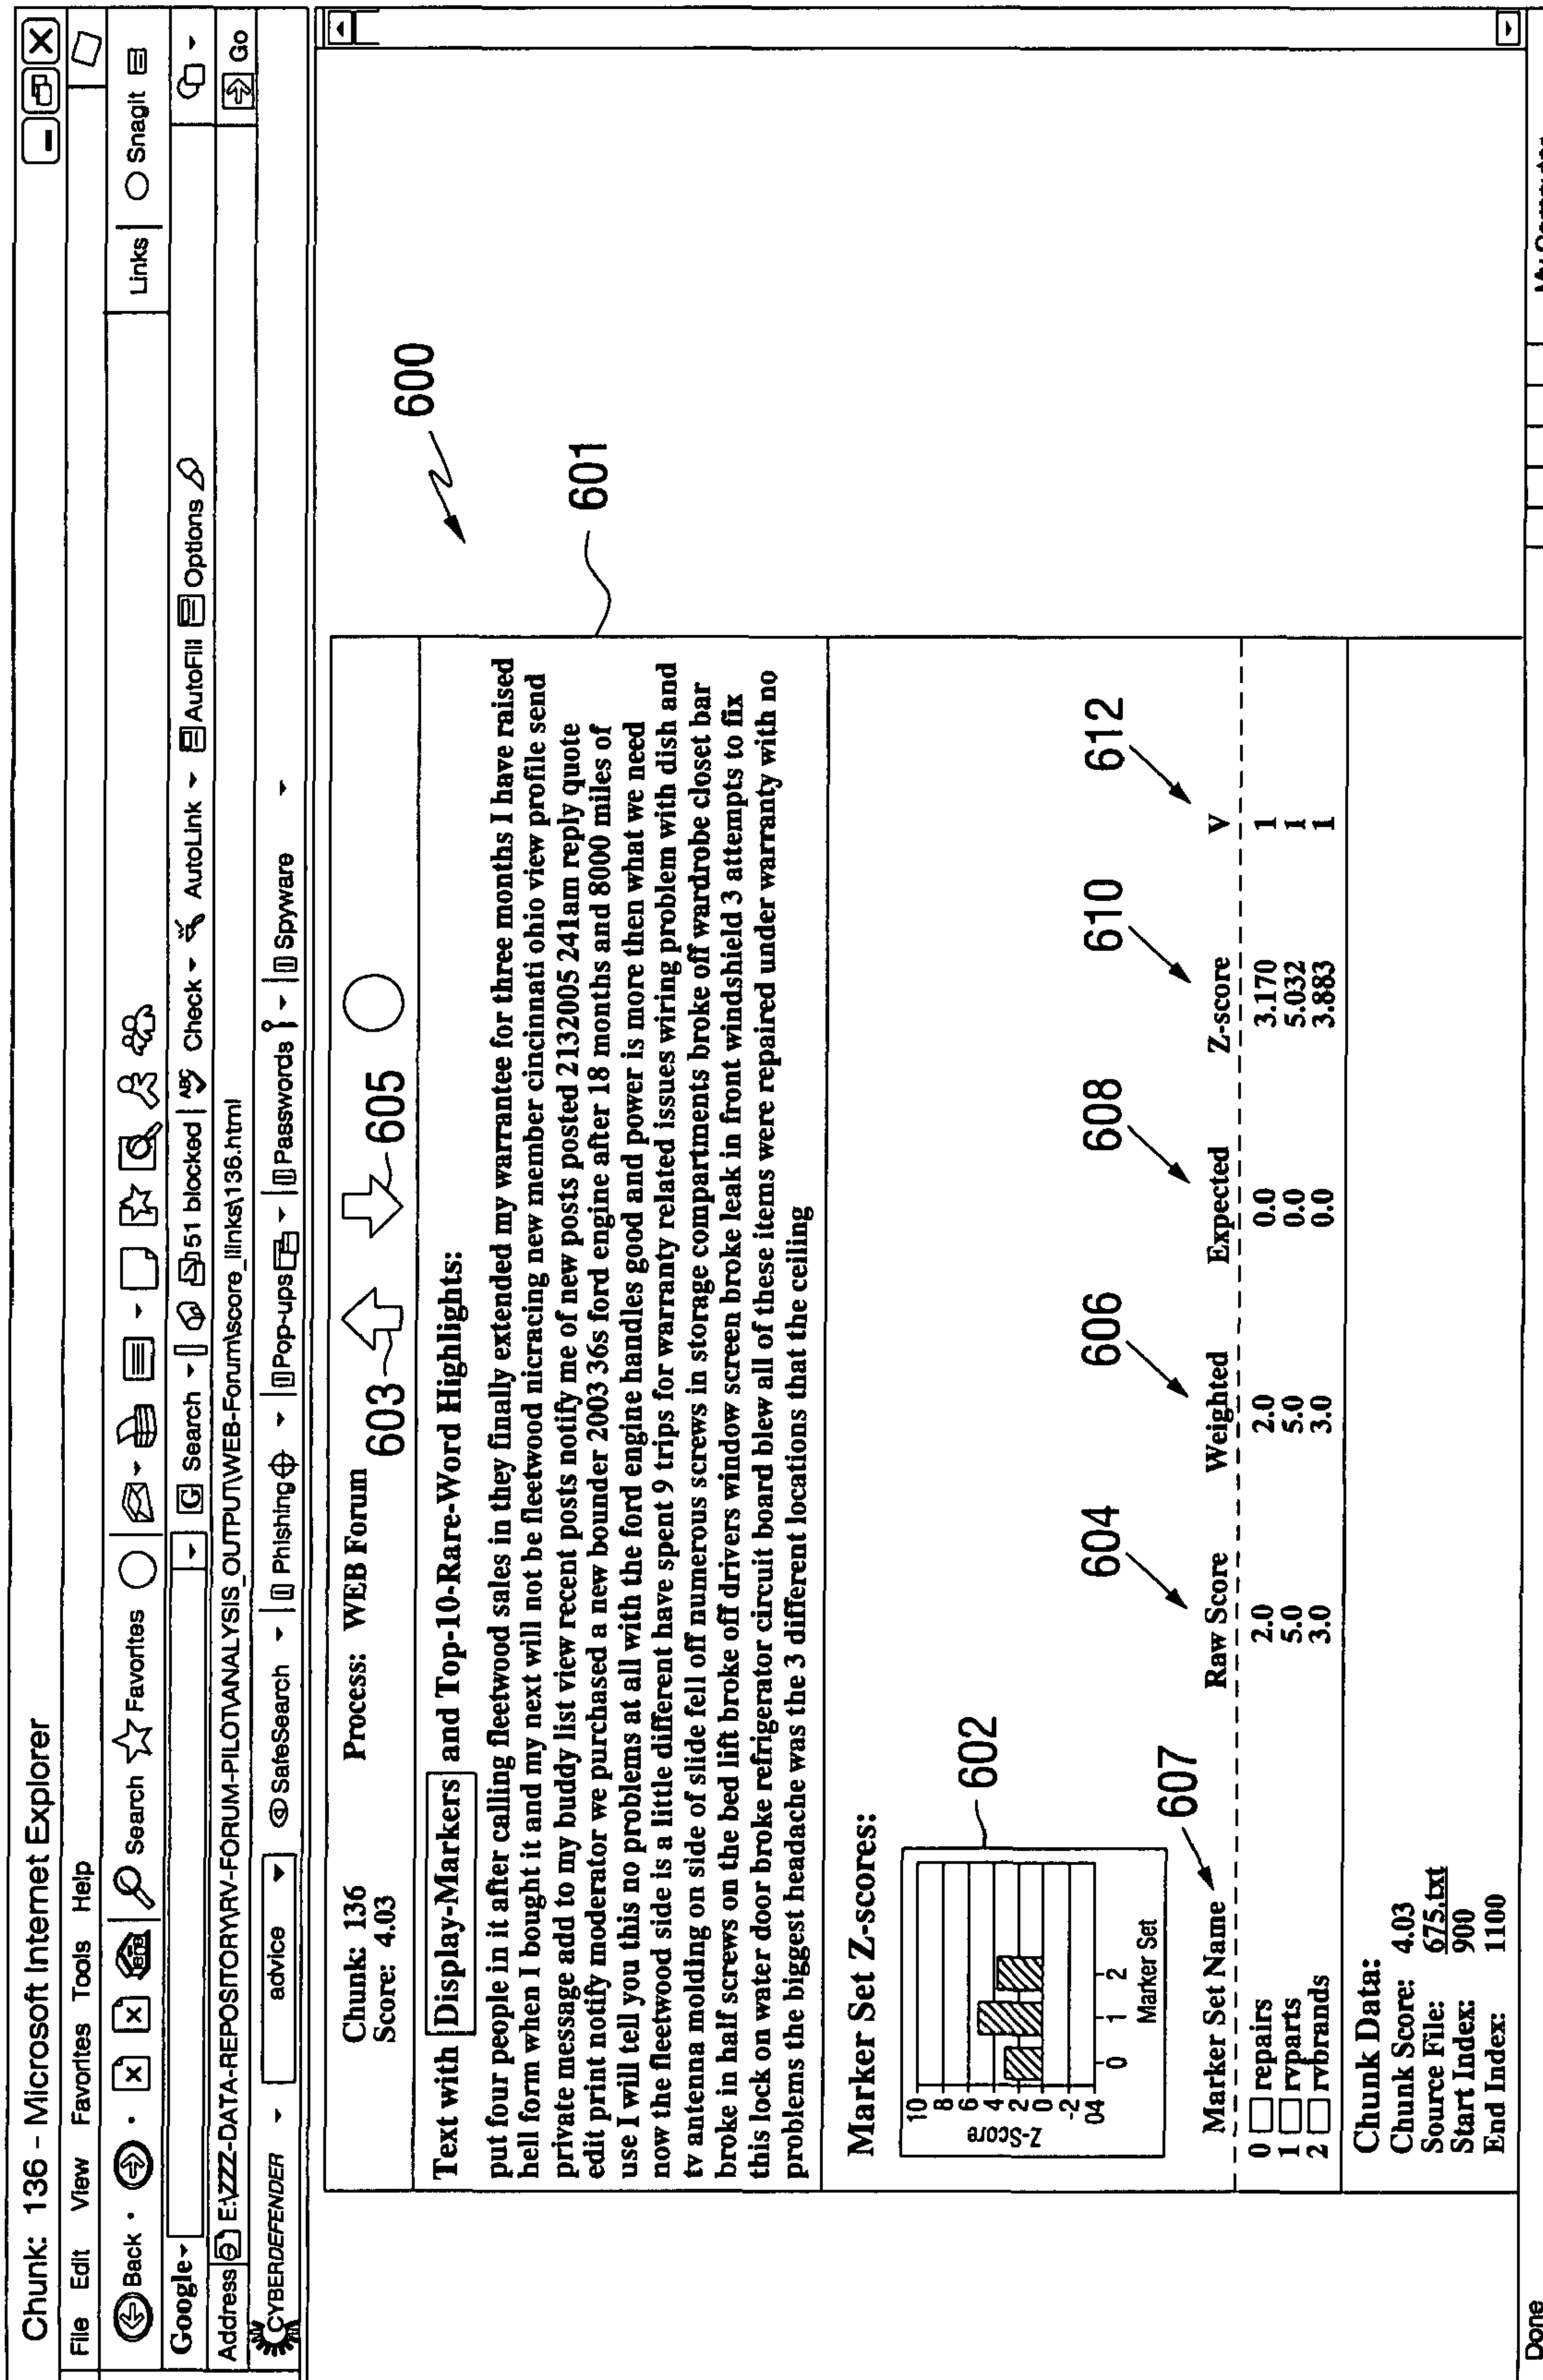 Chunk: 136 – Microsoft Internet Explorer
File Edit View Favorites Tools Help
Back Search Favorites Links Snagit
Google G Search 51 blocked ABC Check AutoLink AutoFill Options
Address E:\ZZZ-DATA-REPOSITORY\RV-FORUM-PILOT\ANALYSIS_OUTPUT\WEB-Forum\score_llinks\136.html Go
CYBERDEFENDER advice SafeSearch Phishing Pop-ups Passwords Spyware
Chunk: 136 Process: WEB Forum
Score: 4.03
603
605
600
601
Text with Display-Markers and Top-10-Rare-Word Highlights:
put four people in it after calling fleetwood sales in they finally extended my warrantee for three months I have raised
hell form when I bought it and my next will not be fleetwood nicracing new member cincinnati ohio view profile send
private message add to my buddy list view recent posts notify me of new posts posted 2132005 241am reply quote
edit print notify moderator we purchased a new bounder 2003 36s ford engine after 18 months and 8000 miles of
use I will tell you this no problems at all with the ford engine handles good and power is more then what we need
now the fleetwood side is a little different have spent 9 trips for warranty related issues wiring problem with dish and
tv antenna molding on side of slide fell off numerous screws in storage compartments broke off wardrobe closet bar
broke in half screws on the bed lift broke off drivers window screen broke leak in front windshield 3 attempts to fix
this lock on water door broke refrigerator circuit board blew all of these items were repaired under warranty with no
problems the biggest headache was the 3 different locations that the ceiling
Marker Set Z-scores:
602
Z-Score
10
8
6
4
2
0
-2
04
0 1 2
Marker Set
607 604 606 608 610 612
Marker Set Name Raw Score Weighted Expected Z-score V
0 repairs 2.0 2.0 0.0 3.170 1
1 rvparts 5.0 5.0 0.0 5.032 1
2 rvbrands 3.0 3.0 0.0 3.883 1
Chunk Data:
Chunk Score: 4.03
Source File: 675.txt
Start Index: 900
End Index: 1100
Done My Computer